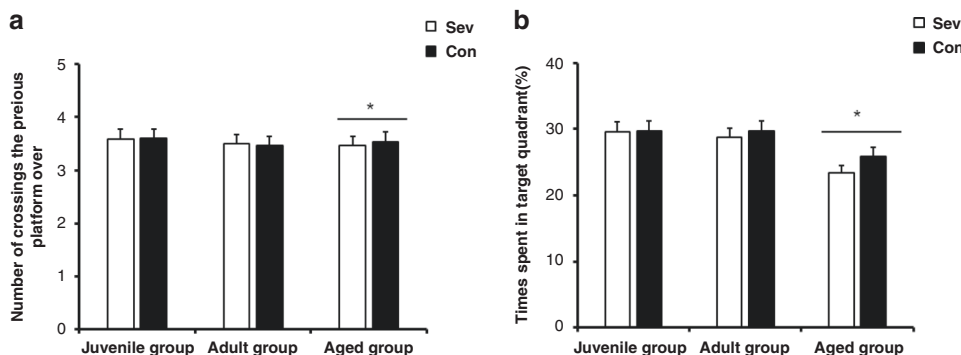 a
Sev
Con
Number of crossings the preious
platform over
5
4
3
2
1
0
*
Juvenile group
Adult group
Aged group
b
Sev
Con
Times spent in target quadrant(%)
40
30
20
10
0
*
Juvenile group
Adult group
Aged group